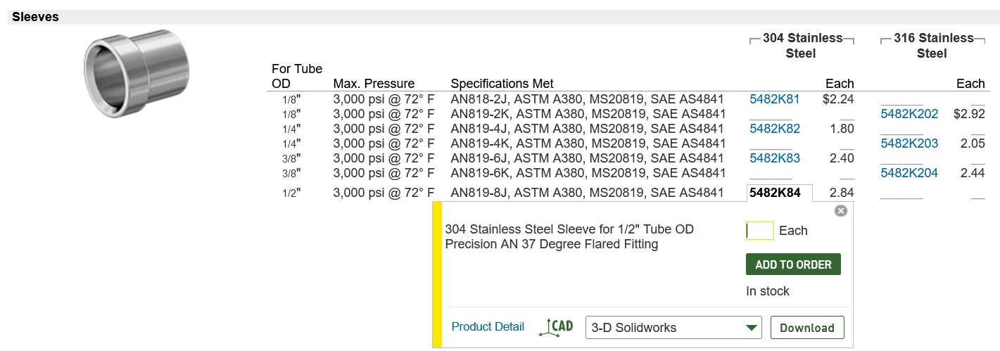 Sleeves
304 Stainless Steel
316 Stainless Steel
For Tube OD Max. Pressure Specifications Met Each Each
1/8" 3,000 psi @ 72° F AN818-2J, ASTM A380, MS20819, SAE AS4841 5482K81 $2.24
1/8" 3,000 psi @ 72° F AN819-2K, ASTM A380, MS20819, SAE AS4841 5482K202 $2.92
1/4" 3,000 psi @ 72° F AN819-4J, ASTM A380, MS20819, SAE AS4841 5482K82 1.80
1/4" 3,000 psi @ 72° F AN819-4K, ASTM A380, MS20819, SAE AS4841 5482K203 2.05
3/8" 3,000 psi @ 72° F AN819-6J, ASTM A380, MS20819, SAE AS4841 5482K83 2.40
3/8" 3,000 psi @ 72° F AN819-6K, ASTM A380, MS20819, SAE AS4841 5482K204 2.44
1/2" 3,000 psi @ 72° F AN819-8J, ASTM A380, MS20819, SAE AS4841 5482K84 2.84
304 Stainless Steel Sleeve for 1/2" Tube OD
Precision AN 37 Degree Flared Fitting
Each
ADD TO ORDER
In stock
Product Detail CAD 3-D Solidworks Download